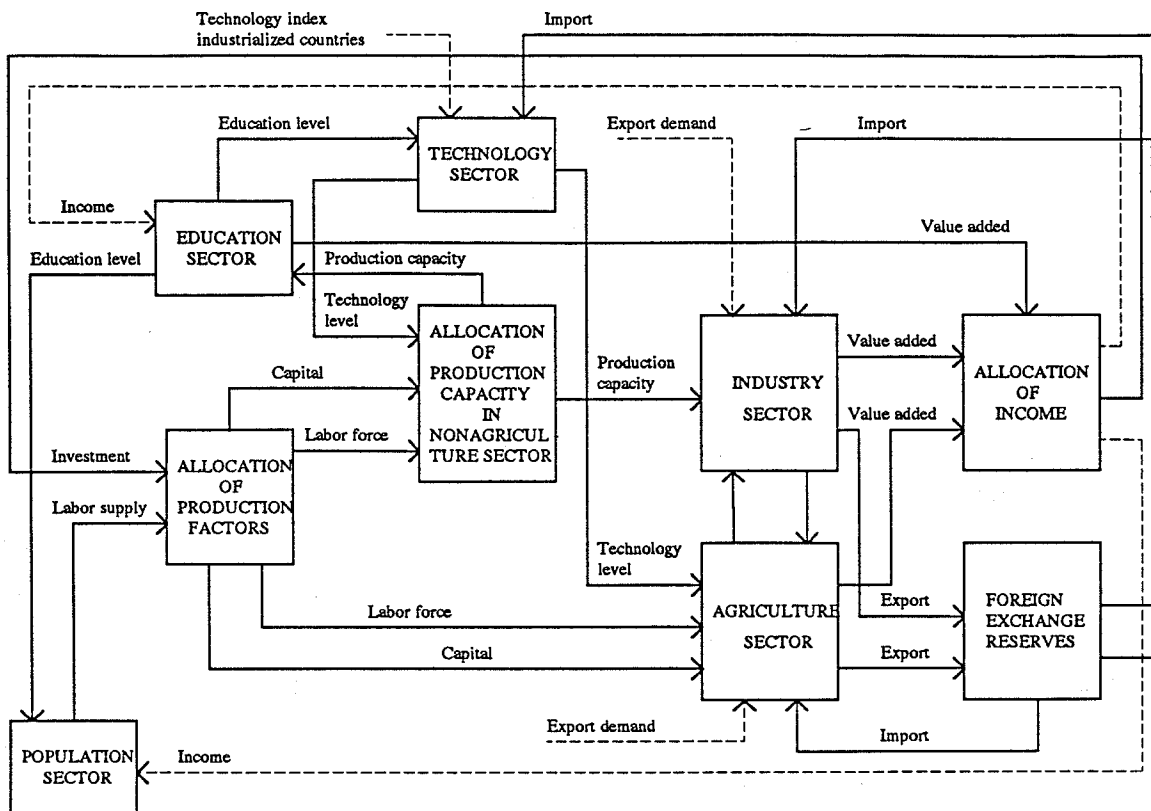 Technology index
industrialized countries
Import
Education level
TECHNOLOGY
SECTOR
Export demand
Import
Income
EDUCATION
SECTOR
Value added
Education level
Production capacity
Technology
level
ALLOCATION
OF
PRODUCTION
CAPACITY
IN
NONAGRICUL
TURE SECTOR
Capital
Labor force
Production
capacity
INDUSTRY
SECTOR
Value added
Value added
ALLOCATION
OF
INCOME
Investment
Labor supply
ALLOCATION
OF
PRODUCTION
FACTORS
Technology
level
Labor force
Capital
AGRICULTURE
SECTOR
Export
Export
FOREIGN
EXCHANGE
RESERVES
Export demand
Import
POPULATION
SECTOR
Income